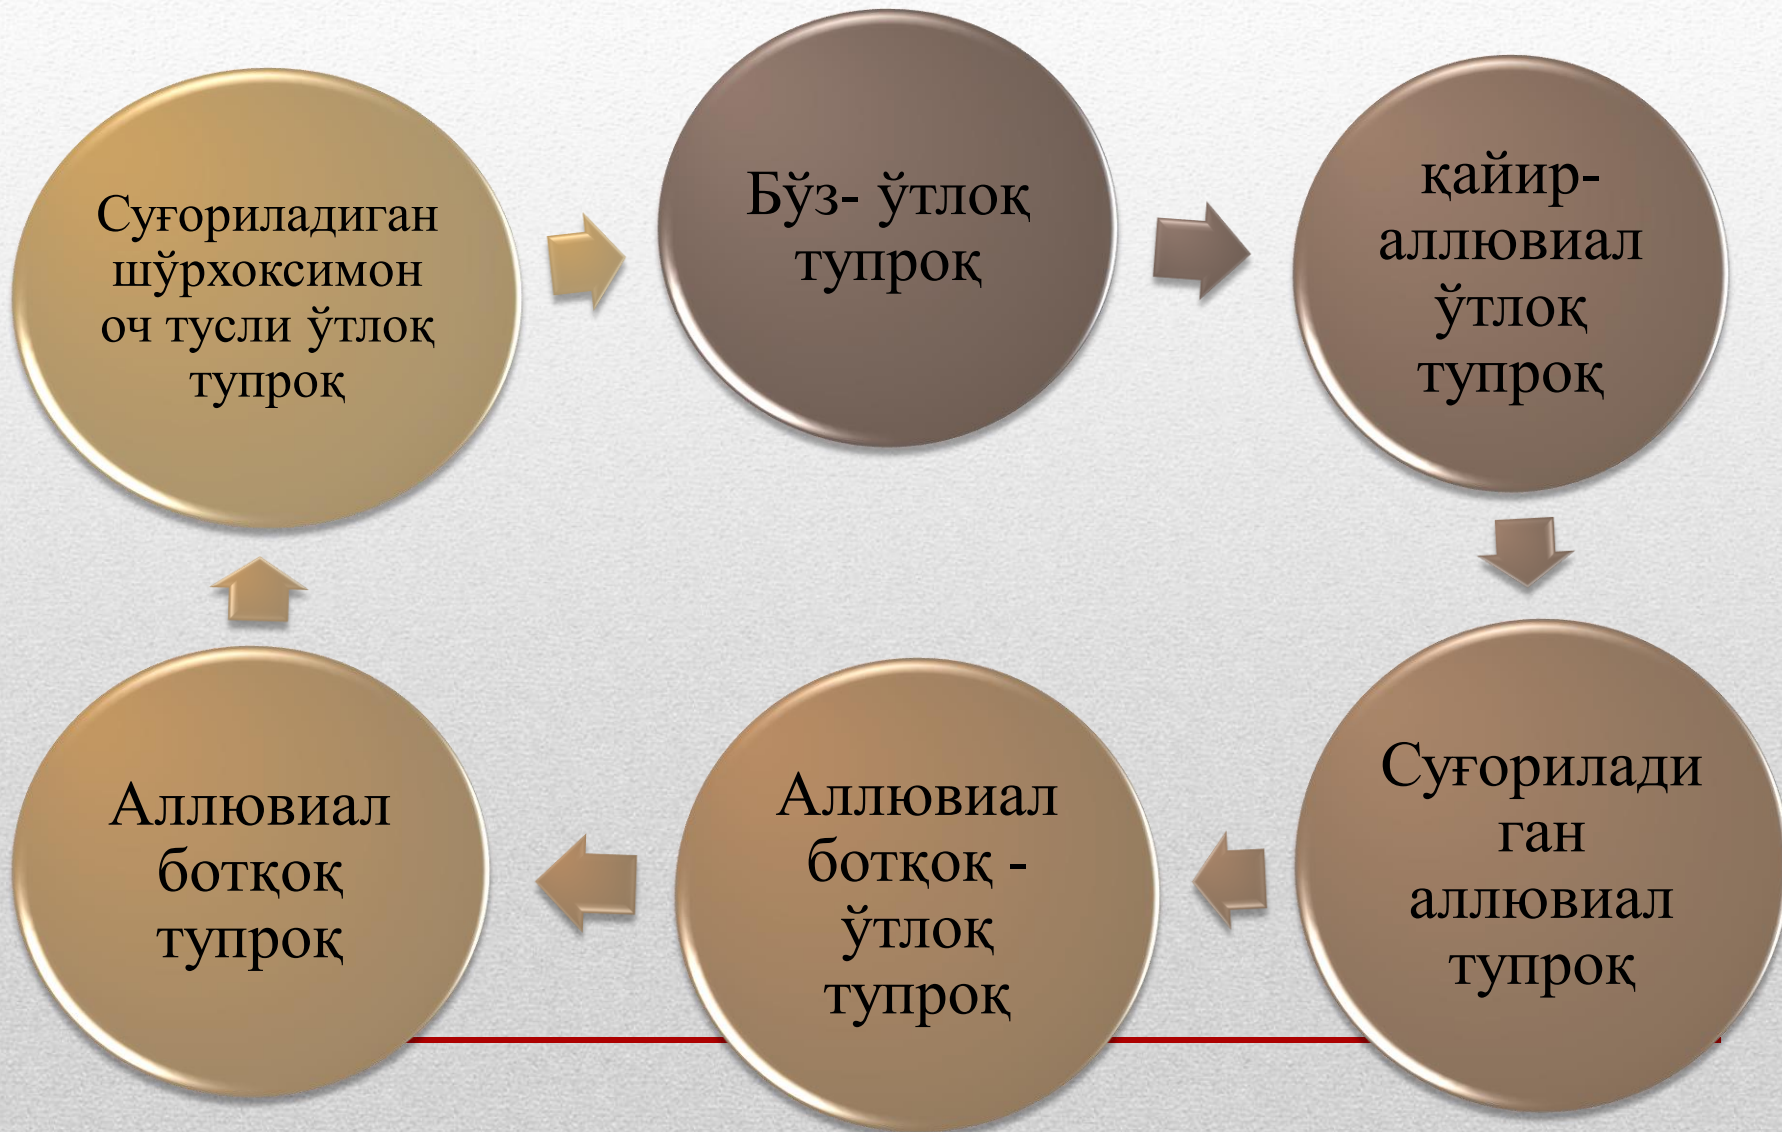 Суғориладиган
шўрхоксимон
оч тусли ўтлоқ
тупроқ
Бўз- ўтлоқ
тупроқ
қайир-
аллювиал
ўтлоқ
тупроқ
Суғорилади
ган
аллювиал
тупроқ
Аллювиал
ботқоқ -
ўтлоқ
тупроқ
Аллювиал
ботқоқ
тупроқ